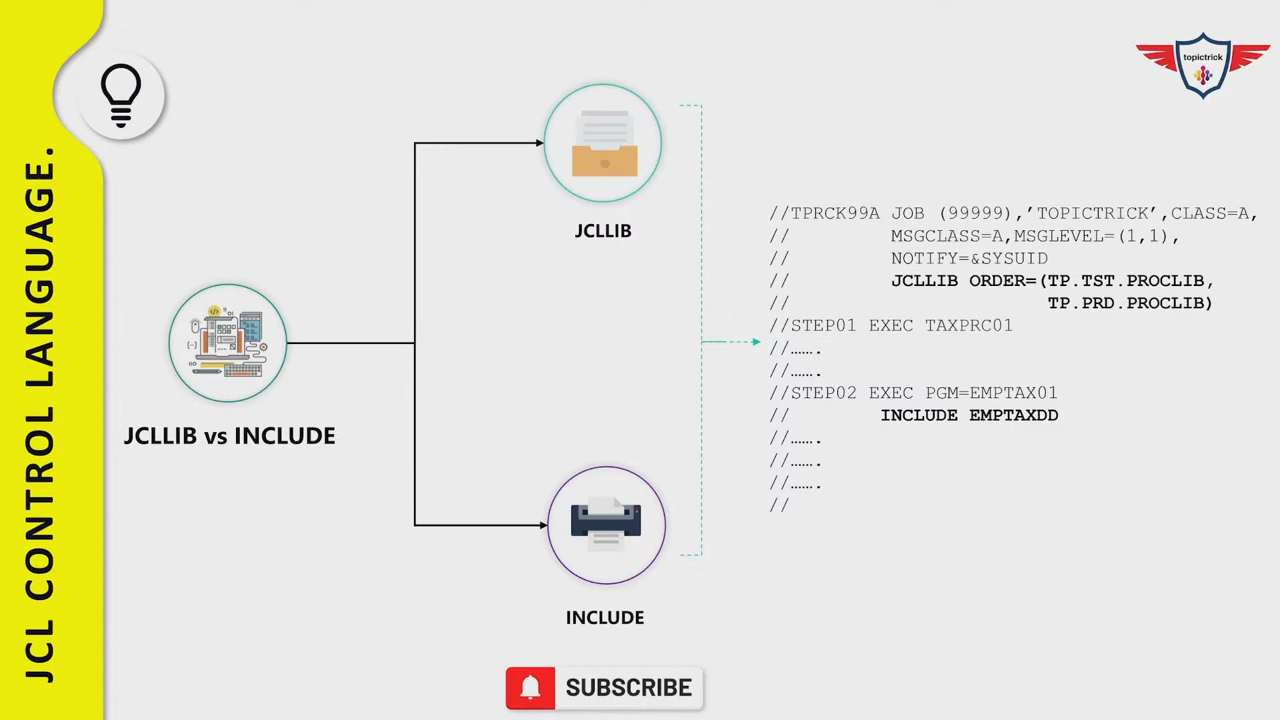 JCL CONTROL LANGUAGE.
topictrick
JCLLIB
JCLLIB vs INCLUDE
INCLUDE
//TPRCK99A JOB (99999),’TOPICTRICK’,CLASS=A,
// MSGCLASS=A,MSGLEVEL=(1,1),
// NOTIFY=&SYSUID
// JCLLIB ORDER=(TP.TST.PROCLIB,
// TP.PRD.PROCLIB)
//STEP01 EXEC TAXPRC01
//…….
//…….
//STEP02 EXEC PGM=EMPTAX01
// INCLUDE EMPTAXDD
//…….
//…….
//…….
//
SUBSCRIBE